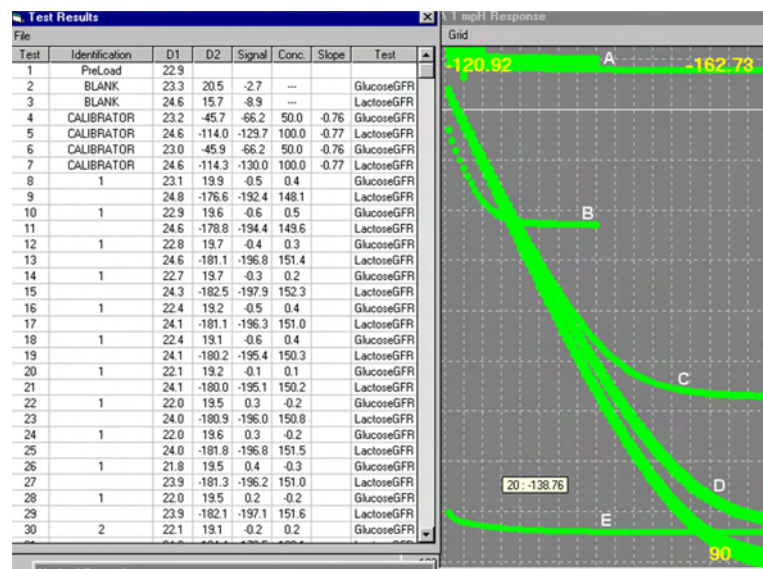 Test Results
File
Test Identification D1 D2 Signal Conc. Slope Test
1 PreLoad 22.9
2 BLANK 23.3 20.5 -2.7 --- GlucoseGFR
3 BLANK 24.6 15.7 -8.9 --- LactoseGFR
4 CALIBRATOR 23.2 -45.7 -66.2 50.0 -0.76 GlucoseGFR
5 CALIBRATOR 24.6 -114.0 -129.7 100.0 -0.77 LactoseGFR
6 CALIBRATOR 23.0 -45.9 -66.2 50.0 -0.76 GlucoseGFR
7 CALIBRATOR 24.6 -114.3 -130.0 100.0 -0.77 LactoseGFR
8 1 23.1 19.9 -0.5 0.4 GlucoseGFR
9 24.8 -176.6 -192.4 148.1 LactoseGFR
10 1 22.9 19.6 -0.6 0.5 GlucoseGFR
11 24.6 -178.8 -194.4 149.6 LactoseGFR
12 1 22.8 19.7 -0.4 0.3 GlucoseGFR
13 24.6 -181.1 -196.8 151.4 LactoseGFR
14 1 22.7 19.7 -0.3 0.2 GlucoseGFR
15 24.3 -182.5 -197.9 152.3 LactoseGFR
16 1 22.4 19.2 -0.5 0.4 GlucoseGFR
17 24.1 -181.1 -196.3 151.0 LactoseGFR
18 1 22.4 19.1 -0.6 0.4 GlucoseGFR
19 24.1 -180.2 -195.4 150.3 LactoseGFR
20 1 22.1 19.2 -0.1 0.1 GlucoseGFR
21 24.1 -180.0 -195.1 150.2 LactoseGFR
22 1 22.0 19.5 0.3 -0.2 GlucoseGFR
23 24.0 -180.9 -196.0 150.8 LactoseGFR
24 1 22.0 19.6 0.3 -0.2 GlucoseGFR
25 24.0 -181.8 -196.8 151.5 LactoseGFR
26 1 21.8 19.5 0.4 -0.3 GlucoseGFR
27 23.9 -181.3 -196.2 151.0 LactoseGFR
28 1 22.0 19.5 0.2 -0.2 GlucoseGFR
29 23.9 -182.1 -197.1 151.6 LactoseGFR
30 2 22.1 19.1 -0.2 0.2 GlucoseGFR
1 mpH Response
Grid
-120.92 A -162.73
B
C
20 : -138.76
D
E
90